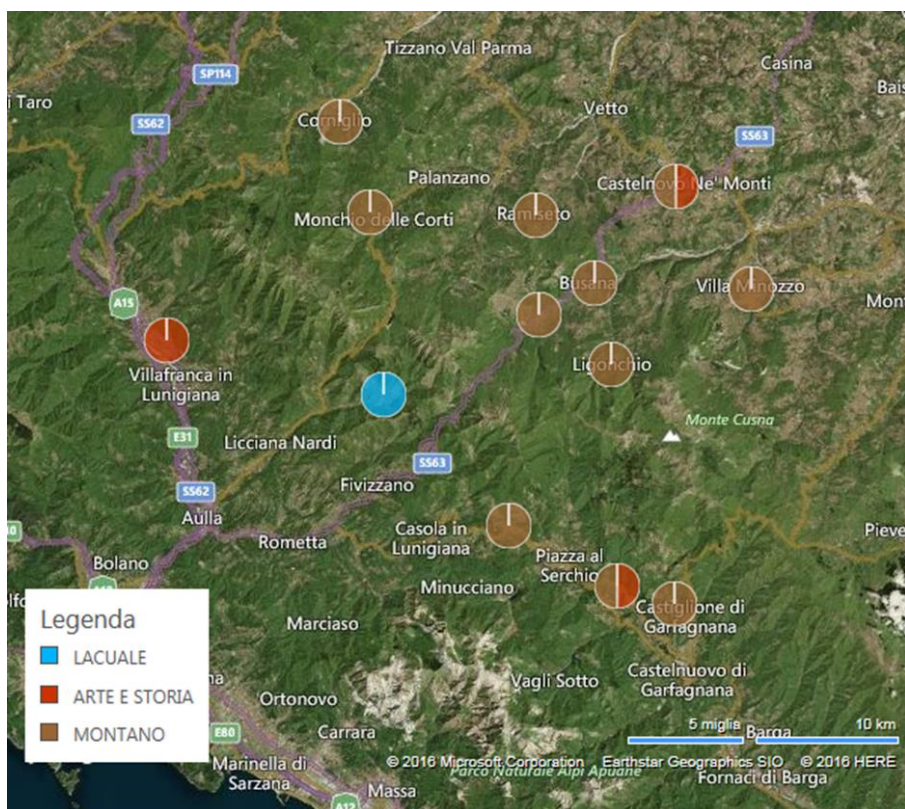 Tizzano Val Parma
Casina
SP114
i Taro
Bais
Vetto
SS62
Corniglio
SS63
Palanzano
Castelnovo Ne' Monti
Monchio delle Corti
Ramiseto
Busana
Villa Minozzo
A15
Mont
Villafranca in
Lunigiana
Ligonchio
Monte Cusna
E31
Licciana Nardi
SS63
SS62
Fivizzano
Aulla
Casola in
Lunigiana
Rometta
Pieve
Piazza al
Serchio
Bolano
Minucciano
Castiglione di
Garfagnana
Marciaso
Legenda
LACUALE
ARTE E STORIA
MONTANO
Vagli Sotto
Castelnuovo di
Garfagnana
Ortonovo
5 miglia
10 km
Carrara
E80
Barga
© 2016 Microsoft Corporation Earthstar Geographics SIO © 2016 HERE
Marinella di
Sarzana
Parco Naturale Alpi Apuane
Fornaci di Barga
Massa
A12